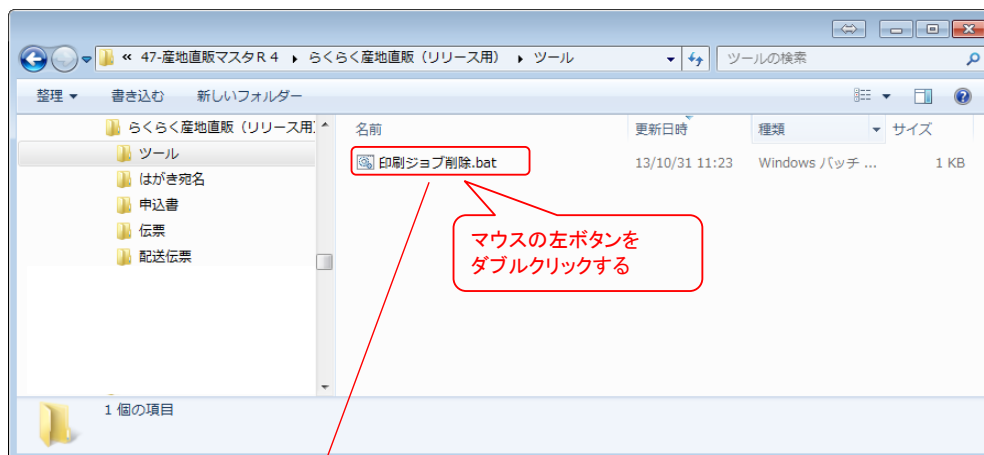 « 47-産地直販マスタＲ４ ▸ らくらく産地直販（リリース用） ▸ ツール
ツールの検索
整理 ▼ 書き込む 新しいフォルダー
らくらく産地直販（リリース用
ツール
はがき宛名
申込書
伝票
配送伝票
名前 更新日時 種類 サイズ
印刷ジョブ削除.bat 13/10/31 11:23 Windows バッチ ... 1 KB
マウスの左ボタンを
ダブルクリックする
1 個の項目